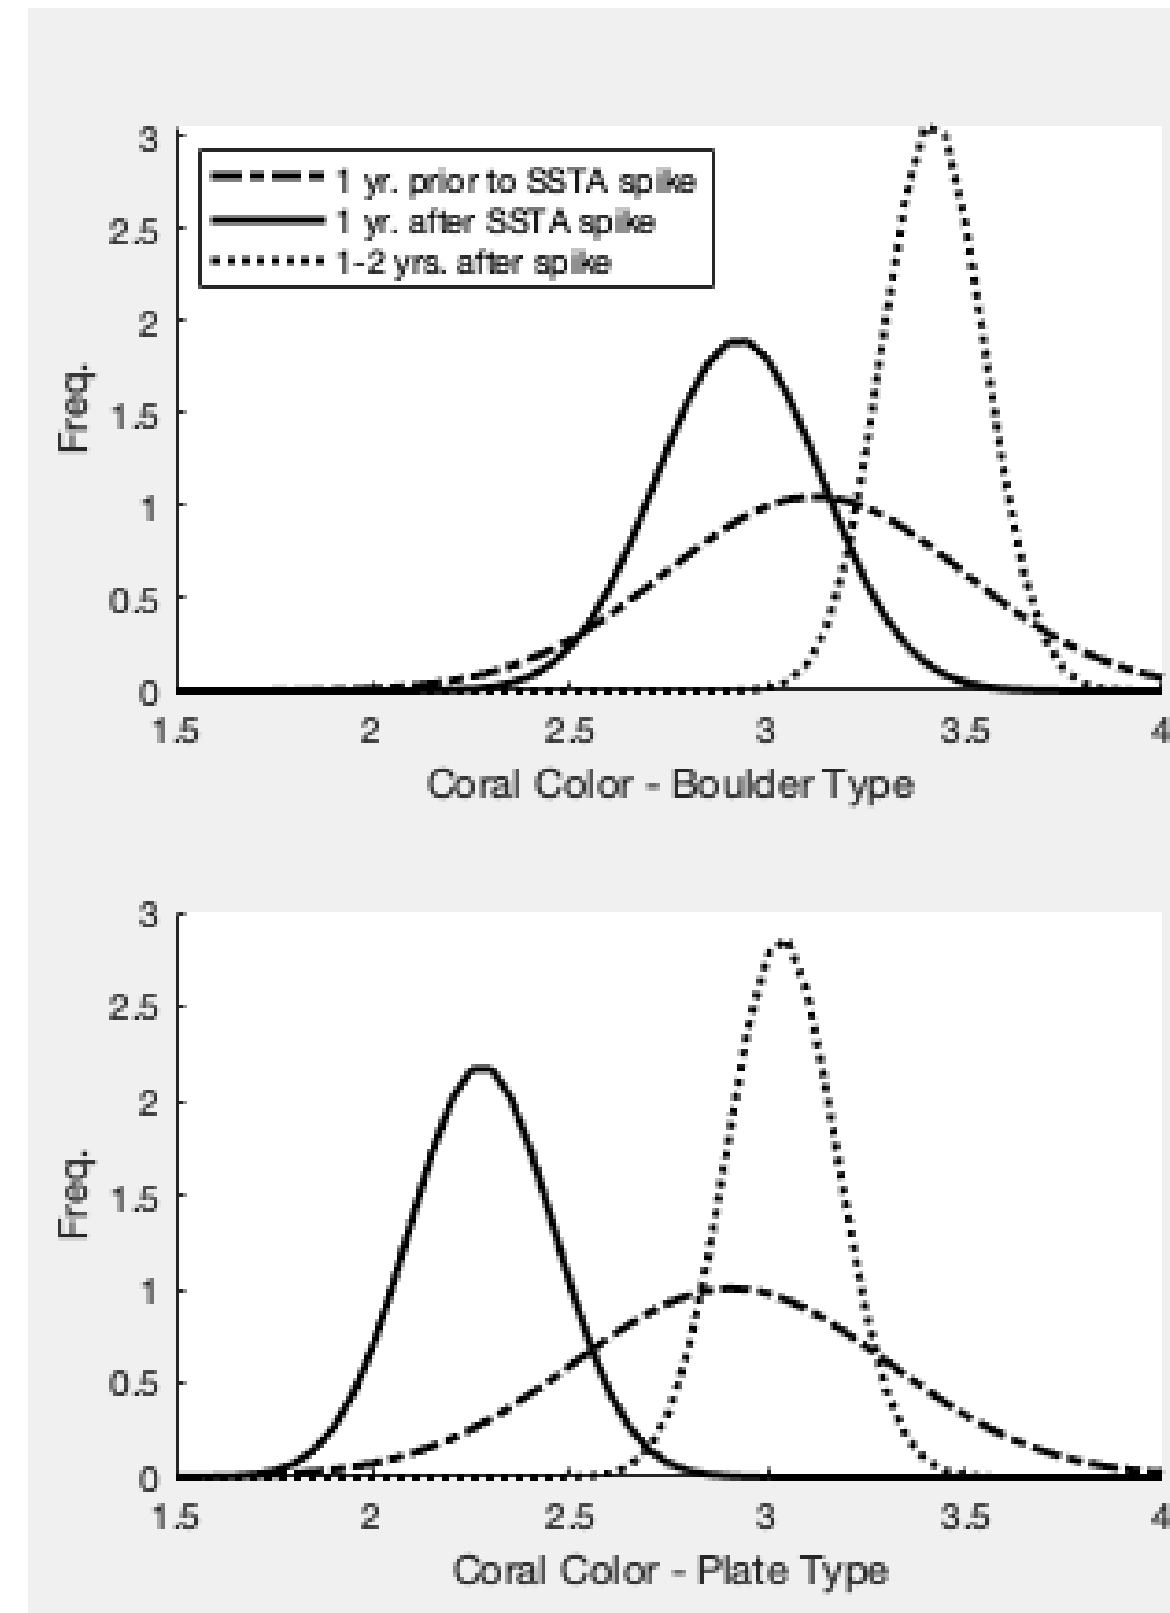 3
1 yr. prior to SSTA spike
2.5
1 yr. after SSTA spike
1-2 yrs. after spike
2
Freq.
1.5
1
0.5
0
1.5 2 2.5 3 3.5 4
Coral Color - Boulder Type
3
2.5
2
Freq.
1.5
1
0.5
0
1.5 2 2.5 3 3.5 4
Coral Color - Plate Type